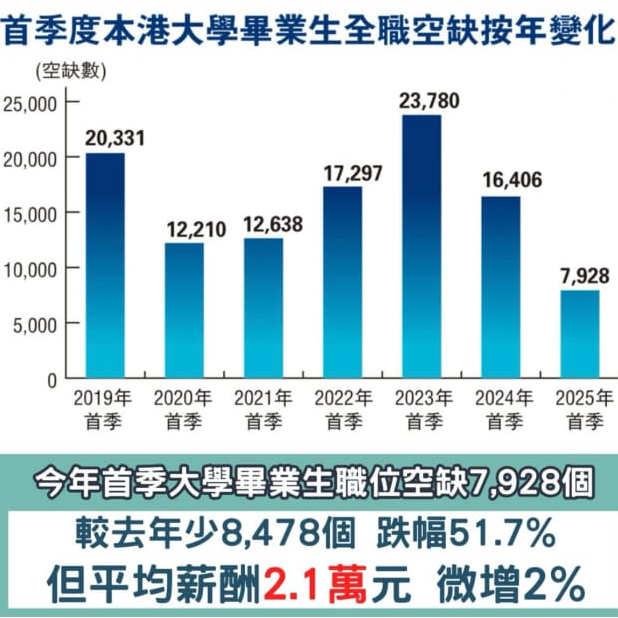 首季度本港大學畢業生全職空缺按年變化
(空缺數)
25,000
20,000
15,000
10,000
5,000
0
20,331
12,210
12,638
17,297
23,780
16,406
7,928
2019年 2020年 2021年 2022年 2023年 2024年 2025年
首季 首季 首季 首季 首季 首季 首季
今年首季大學畢業生職位空缺7,928個
較去年少8,478個 跌幅51.7%
但平均薪酬2.1萬元 微增2%